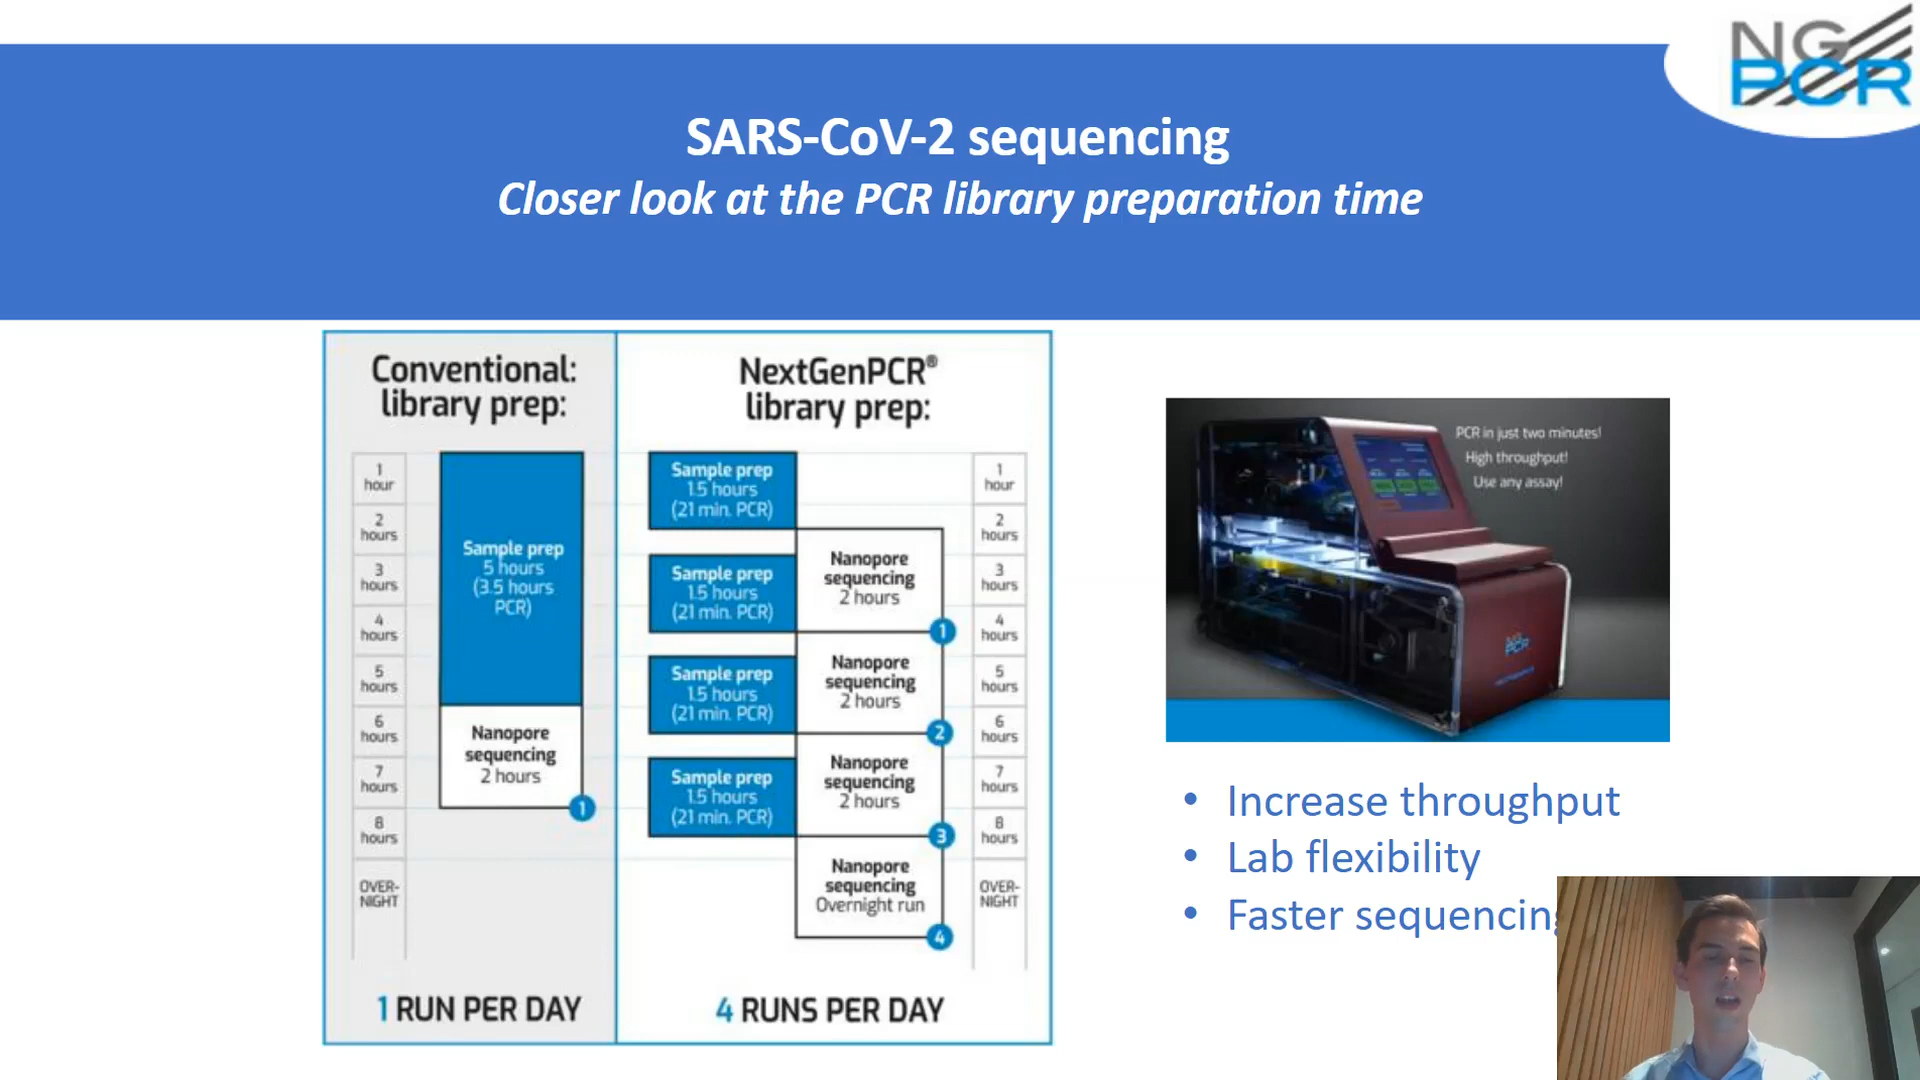 NG
PCR
SARS-CoV-2 sequencing
Closer look at the PCR library preparation time
Conventional:
library prep:
1
hour
2
hours
3
hours
4
hours
5
hours
6
hours
7
hours
8
hours
OVER-
NIGHT
Sample prep
5 hours
(3.5 hours
PCR)
Nanopore
sequencing
2 hours
1
1 RUN PER DAY
NextGenPCR®
library prep:
Sample prep
1.5 hours
(21 min. PCR)
Sample prep
1.5 hours
(21 min. PCR)
Sample prep
1.5 hours
(21 min. PCR)
Sample prep
1.5 hours
(21 min. PCR)
Nanopore
sequencing
2 hours
1
Nanopore
sequencing
2 hours
2
Nanopore
sequencing
2 hours
3
Nanopore
sequencing
Overnight run
4
1
hour
2
hours
3
hours
4
hours
5
hours
6
hours
7
hours
8
hours
OVER-
NIGHT
4 RUNS PER DAY
PCR in just two minutes!
High throughput!
Use any assay!
NG
PCR
• Increase throughput
• Lab flexibility
• Faster sequencing